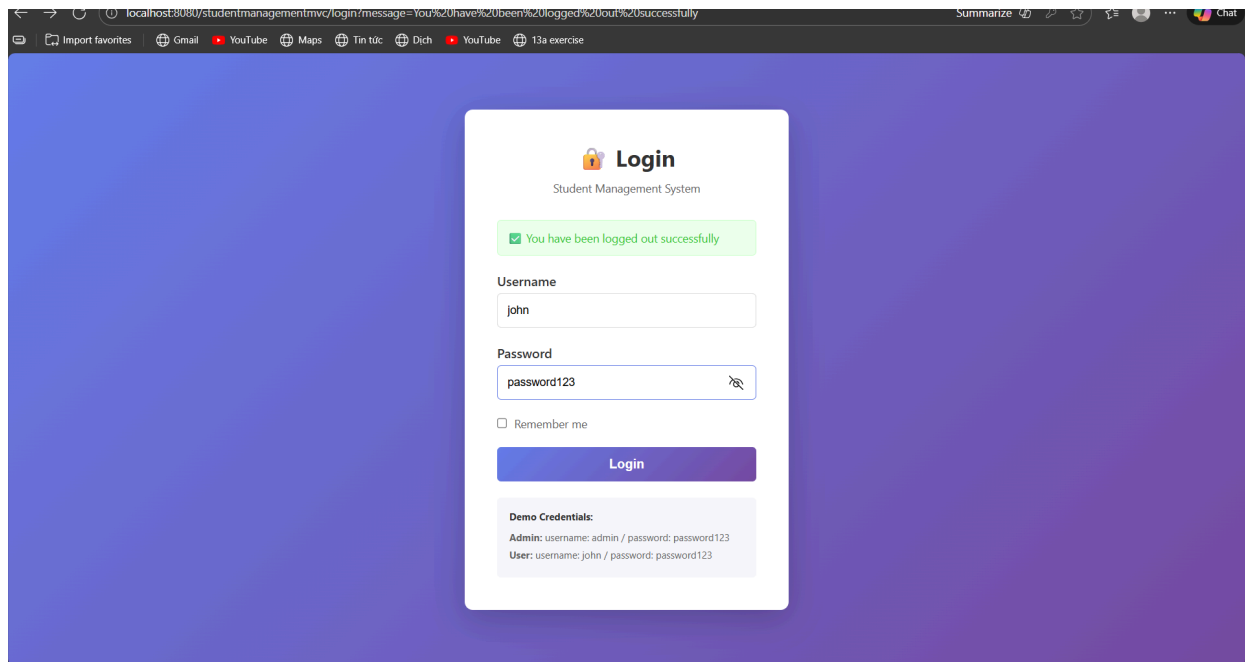 localhost:8080/studentmanagementmvc/login?message=You%20have%20been%20logged%20out%20successfully Summarize Chat
Import favorites Gmail YouTube Maps Tin tức Dịch YouTube 13a exercise
Login
Student Management System
You have been logged out successfully
Username
john
Password
password123
Remember me
Login
Demo Credentials:
Admin: username: admin / password: password123
User: username: john / password: password123